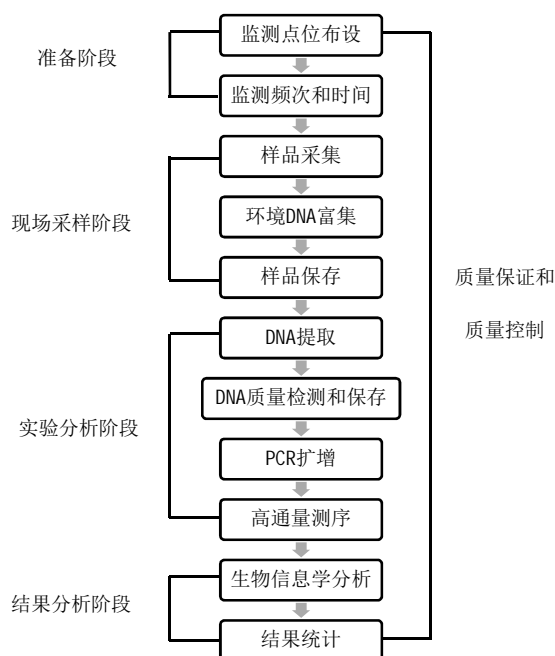 监测点位布设
准备阶段
监测频次和时间
样品采集
现场采样阶段
环境DNA富集
样品保存
质量保证和
质量控制
DNA提取
DNA质量检测和保存
实验分析阶段
PCR扩增
高通量测序
生物信息学分析
结果分析阶段
结果统计